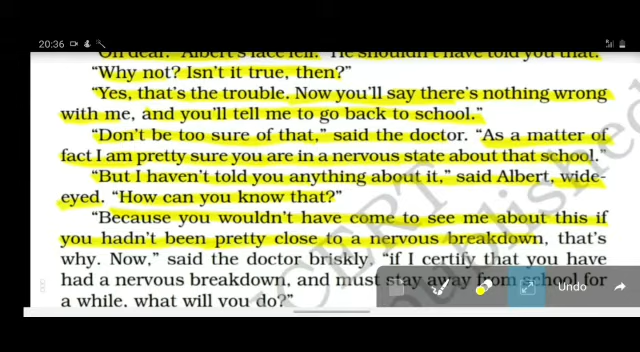 20:36
"Oh dear." Albert's face fell. "He shouldn't have told you that."
"Why not? Isn't it true, then?"
"Yes, that's the trouble. Now you'll say there's nothing wrong
with me, and you'll tell me to go back to school."
"Don't be too sure of that," said the doctor. "As a matter of
fact I am pretty sure you are in a nervous state about that school."
"But I haven't told you anything about it," said Albert, wide-
eyed. "How can you know that?"
"Because you wouldn't have come to see me about this if
you hadn't been pretty close to a nervous breakdown, that's
why. Now," said the doctor briskly, "if I certify that you have
had a nervous breakdown, and must stay away from school for
a while, what will you do?"
Undo